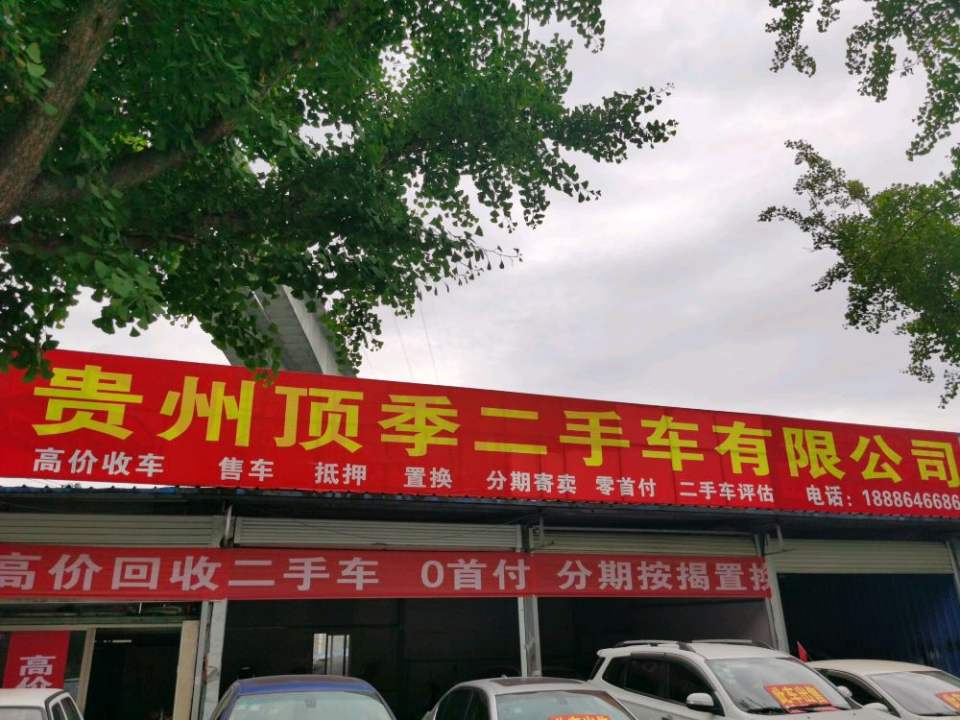 贵州顶季二手车有限公司
高价收车 售车 抵押 置换 分期寄卖 零首付 二手车评估 电话：1888646686
高价回收二手车 0首付 分期按揭置换
高价